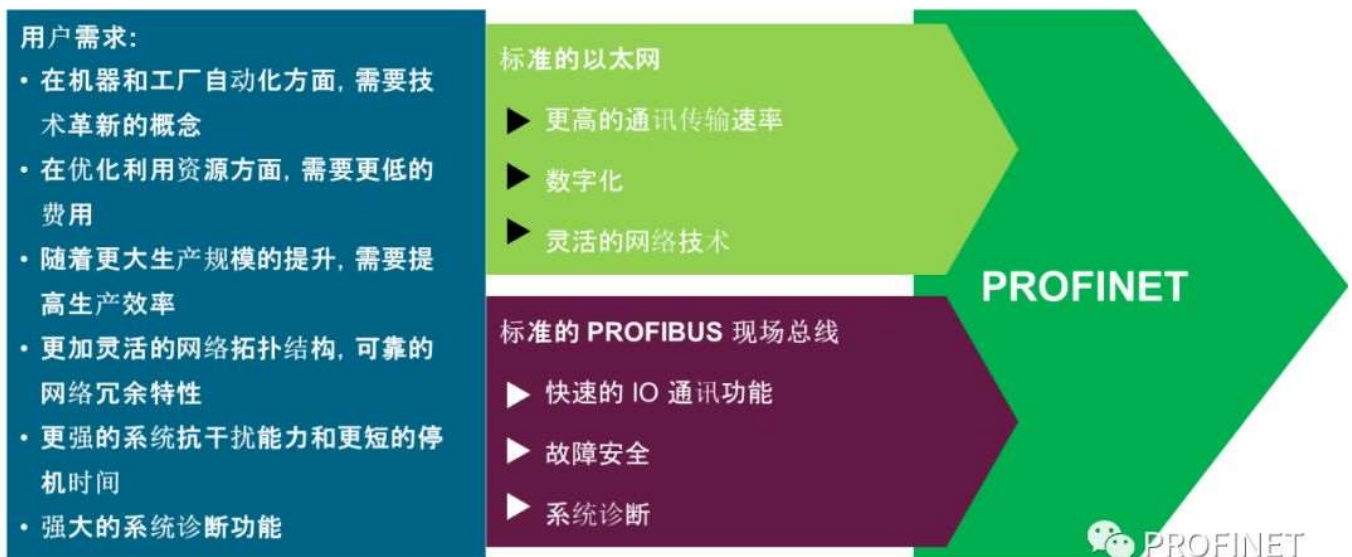 用户需求:
• 在机器和工厂自动化方面, 需要技
术革新的概念
• 在优化利用资源方面, 需要更低的
费用
• 随着更大生产规模的提升, 需要提
高生产效率
• 更加灵活的网络拓扑结构, 可靠的
网络冗余特性
• 更强的系统抗干扰能力和更短的停
机时间
• 强大的系统诊断功能
标准的以太网
▶ 更高的通讯传输速率
▶ 数字化
▶ 灵活的网络技术
标准的 PROFIBUS 现场总线
▶ 快速的 IO 通讯功能
▶ 故障安全
▶ 系统诊断
PROFINET
PROFINET